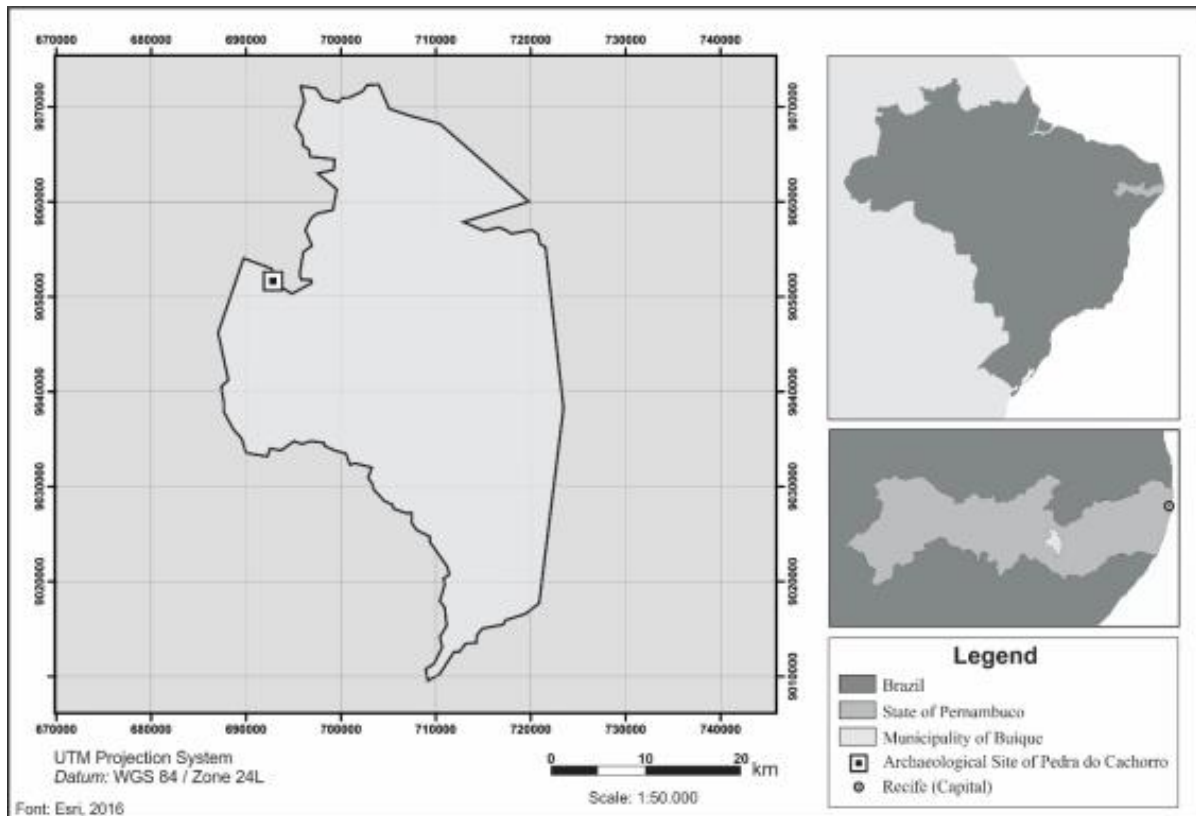 670000 680000 690000 700000 710000 720000 730000 740000
9070000 9070000
9060000 9060000
9050000 9050000
9040000 9040000
9030000 9030000
9020000 9020000
9010000 9010000
670000 680000 690000 700000 710000 720000 730000 740000
UTM Projection System
Datum: WGS 84 / Zone 24L
0 10 20 km
Scale: 1:50.000
Font: Esri, 2016
Legend
Brazil
State of Pernambuco
Municipality of Buique
Archaeological Site of Pedra do Cachorro
Recife (Capital)